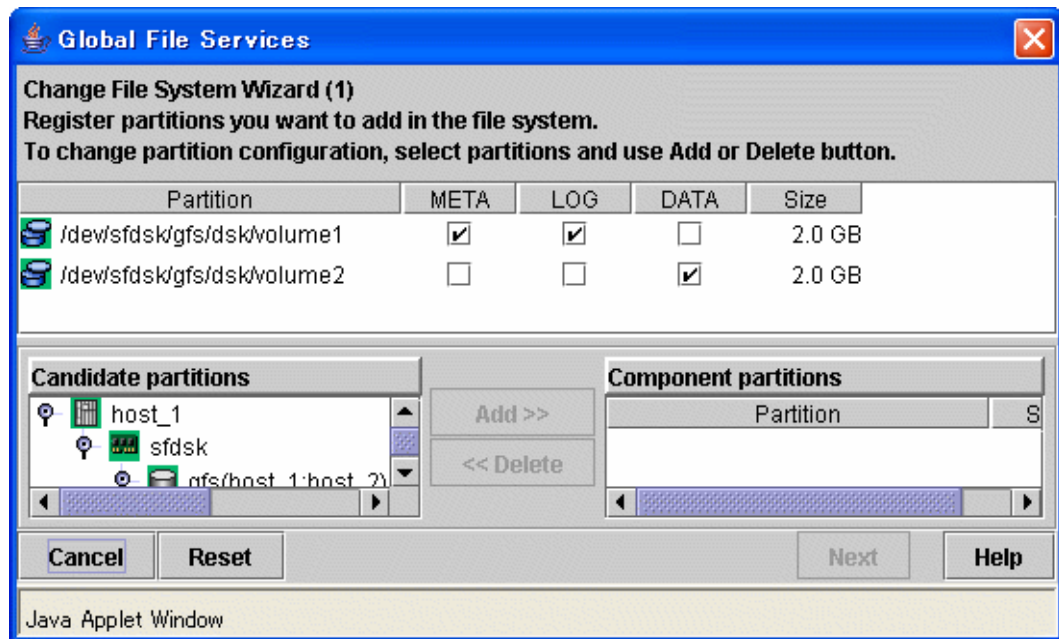 Global File Services
Change File System Wizard (1)
Register partitions you want to add in the file system.
To change partition configuration, select partitions and use Add or Delete button.
Partition META LOG DATA Size
/dev/sfdsk/gfs/dsk/volume1 2.0 GB
/dev/sfdsk/gfs/dsk/volume2 2.0 GB
Candidate partitions
host_1
sfdsk
gfs(host_1:host_2)
Add >>
<< Delete
Component partitions
Partition S
Cancel Reset Next Help
Java Applet Window